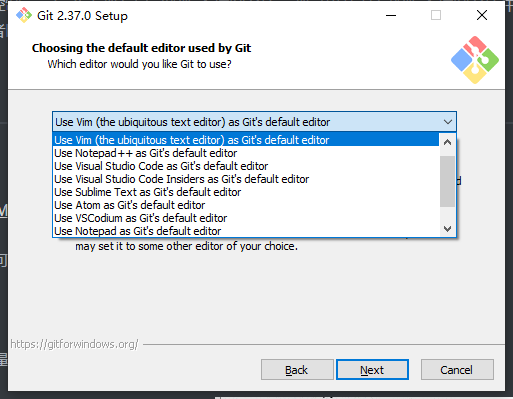 Git 2.37.0 Setup
Choosing the default editor used by Git
Which editor would you like Git to use?
Use Vim (the ubiquitous text editor) as Git's default editor
Use Vim (the ubiquitous text editor) as Git's default editor
Use Notepad++ as Git's default editor
Use Visual Studio Code as Git's default editor
Use Visual Studio Code Insiders as Git's default editor
Use Sublime Text as Git's default editor
Use Atom as Git's default editor
Use VSCodium as Git's default editor
Use Notepad as Git's default editor
may set it to some other editor of your choice.
https://gitforwindows.org/
Back
Next
Cancel